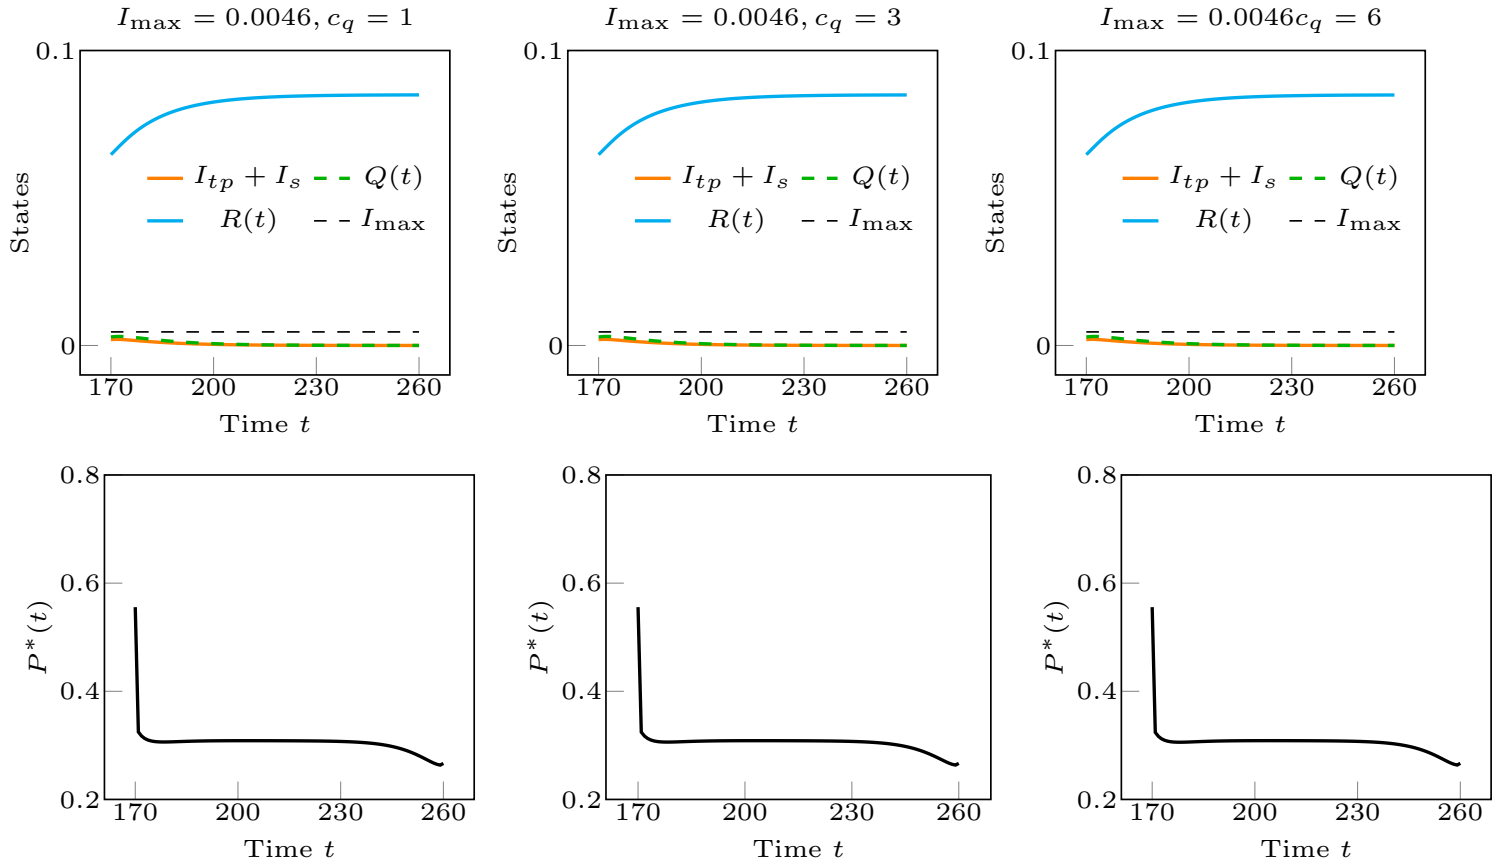 I_max = 0.0046, c_q = 1
0.1
0
States
I_tp + I_s Q(t)
R(t) I_max
170 200 230 260
Time t
I_max = 0.0046, c_q = 3
0.1
0
States
I_tp + I_s Q(t)
R(t) I_max
170 200 230 260
Time t
I_max = 0.0046c_q = 6
0.1
0
States
I_tp + I_s Q(t)
R(t) I_max
170 200 230 260
Time t
0.8
0.6
0.4
0.2
P*(t)
170 200 230 260
Time t
0.8
0.6
0.4
0.2
P*(t)
170 200 230 260
Time t
0.8
0.6
0.4
0.2
P*(t)
170 200 230 260
Time t